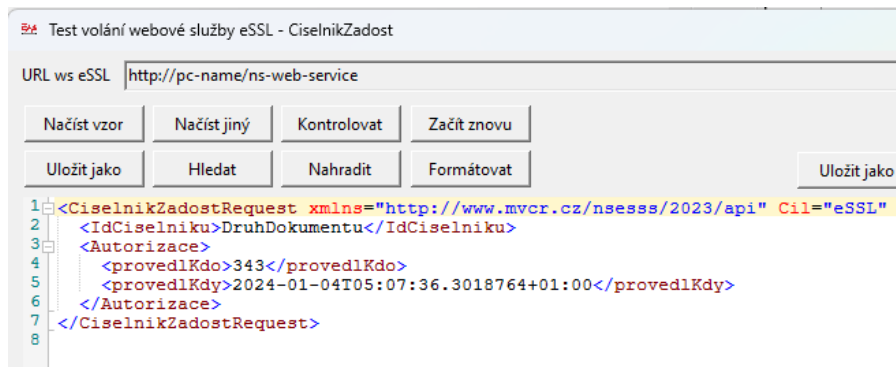 Test volání webové služby eSSL - CiselnikZadost
URL ws eSSL http://pc-name/ns-web-service
Načíst vzor Načíst jiný Kontrolovat Začít znovu
Uložit jako Hledat Nahradit Formátovat Uložit jako
1 <CiselnikZadostRequest xmlns="http://www.mvcr.cz/nsesss/2023/api" Cil="eSSL"
2 <IdCiselniku>DruhDokumentu</IdCiselniku>
3 <Autorizace>
4 <provedlKdo>343</provedlKdo>
5 <provedlKdy>2024-01-04T05:07:36.3018764+01:00</provedlKdy>
6 </Autorizace>
7 </CiselnikZadostRequest>
8